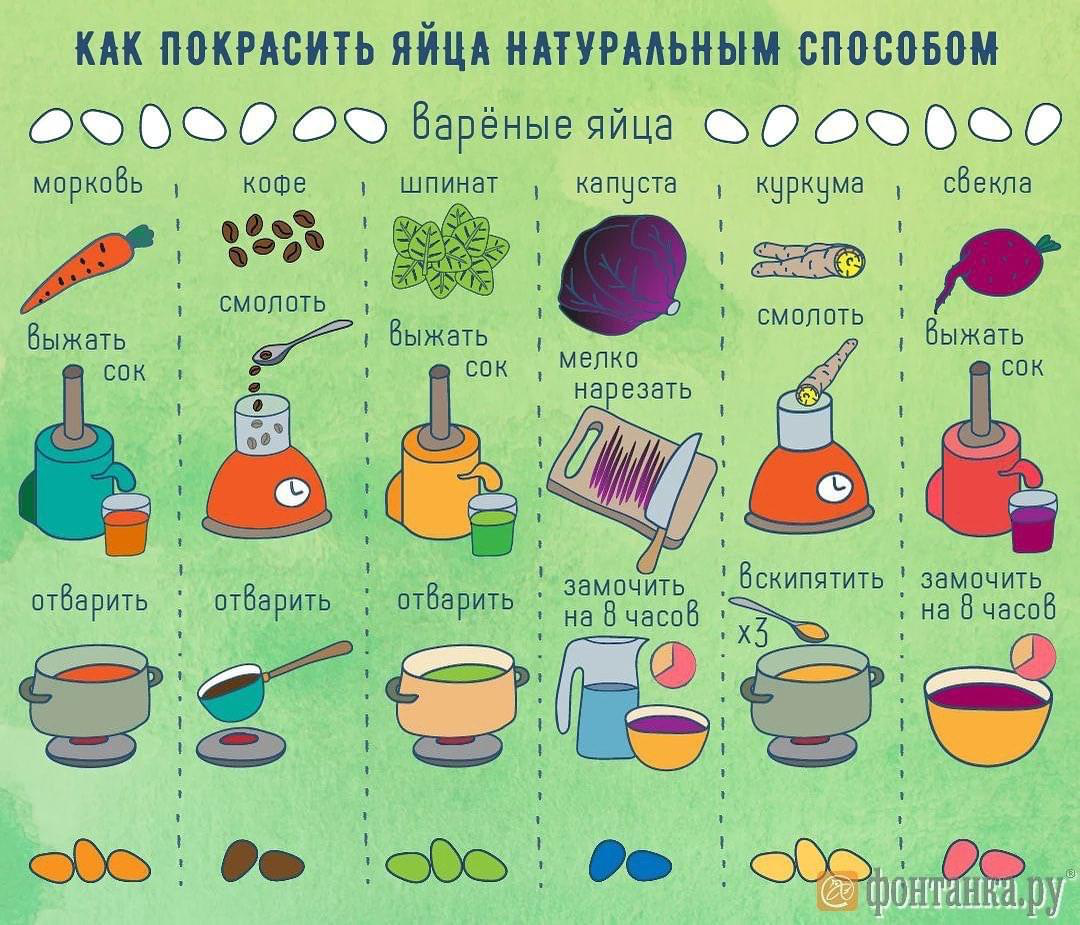 КАК ПОКРАСИТЬ ЯЙЦА НАТУРАЛЬНЫМ СПОСОБОМ
варёные яйца
морковь
кофе
шпинат
капуста
куркума
свекла
смолоть
смолоть
выжать
сок
выжать
сок
мелко
нарезать
выжать
сок
отварить
отварить
отварить
замочить
на 8 часов
вскипятить
x3
замочить
на 8 часов
фонтанка.ру®